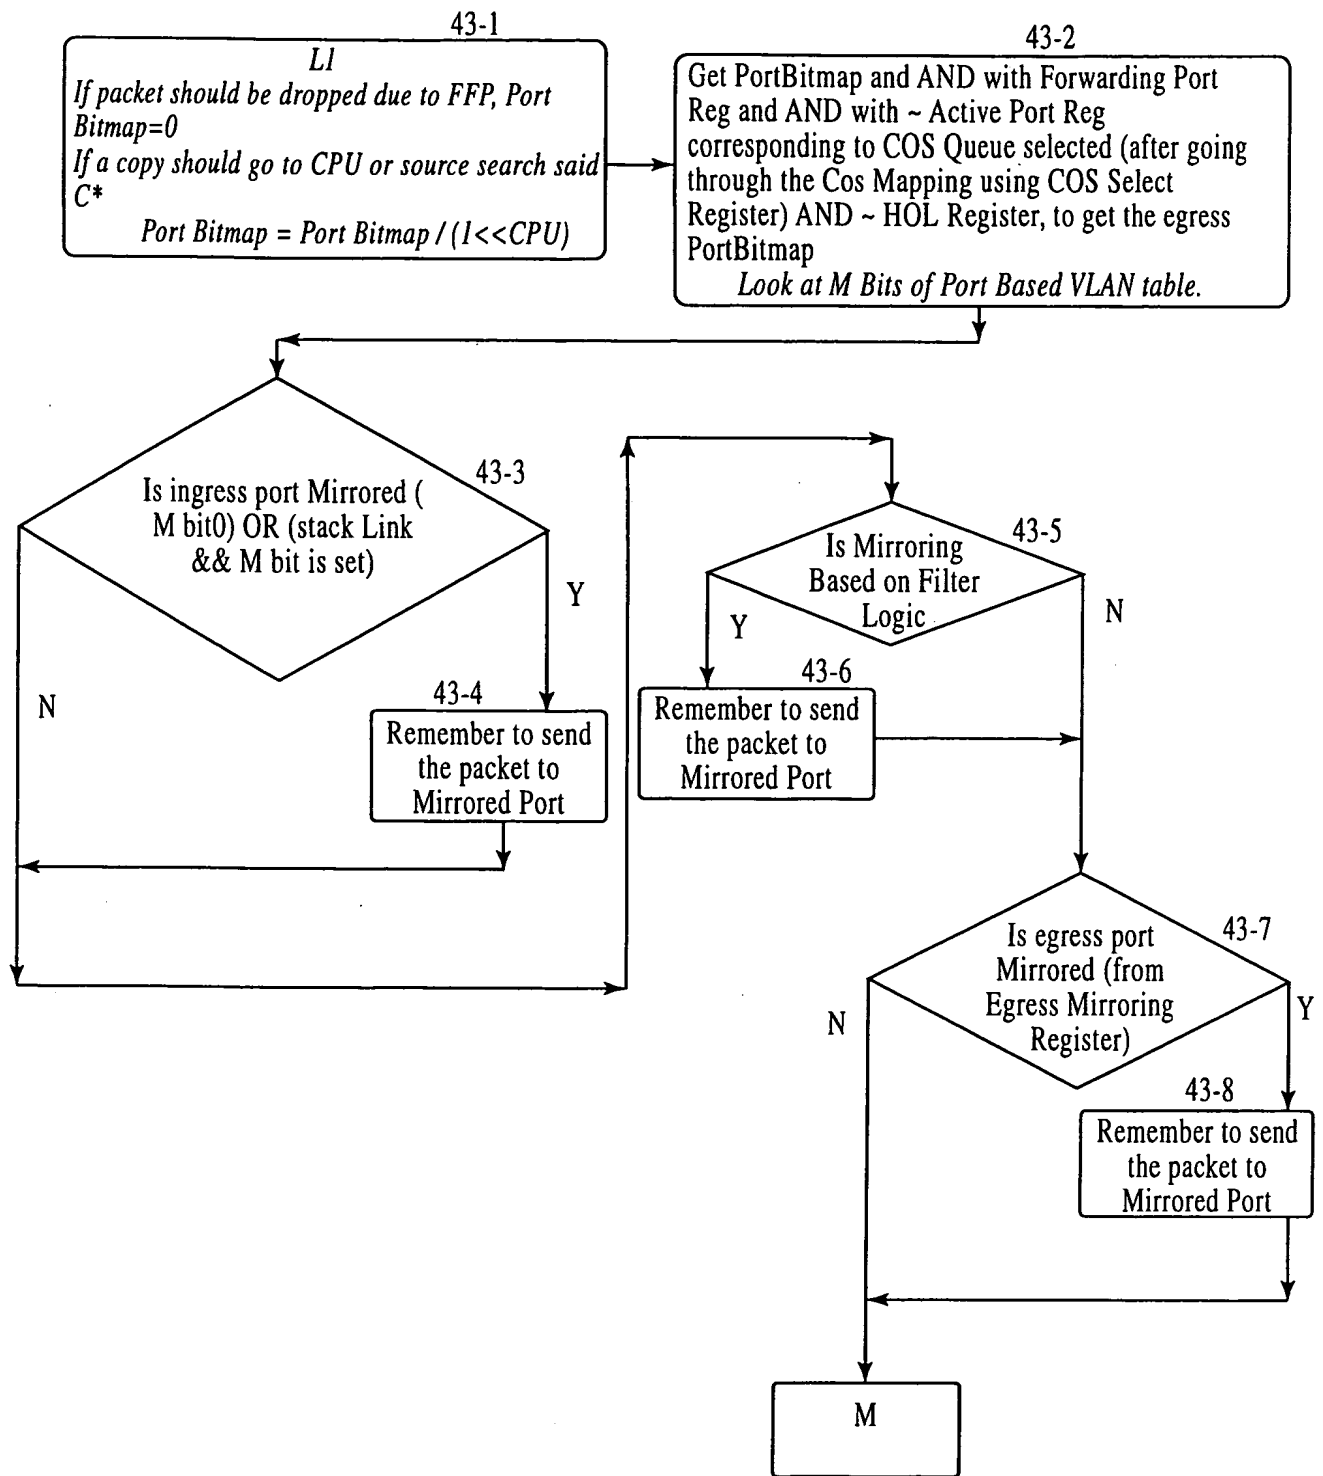 43-1
L1
If packet should be dropped due to FFP, Port
Bitmap=0
If a copy should go to CPU or source search said
C*
Port Bitmap = Port Bitmap / (1<<CPU)
43-2
Get PortBitmap and AND with Forwarding Port
Reg and AND with ~ Active Port Reg
corresponding to COS Queue selected (after going
through the Cos Mapping using COS Select
Register) AND ~ HOL Register, to get the egress
PortBitmap
Look at M Bits of Port Based VLAN table.
43-3
Is ingress port Mirrored (
M bit0) OR (stack Link
&& M bit is set)
Y
N
43-4
Remember to send
the packet to
Mirrored Port
43-5
Is Mirroring
Based on Filter
Logic
Y
N
43-6
Remember to send
the packet to
Mirrored Port
43-7
Is egress port
Mirrored (from
Egress Mirroring
Register)
N
Y
43-8
Remember to send
the packet to
Mirrored Port
M